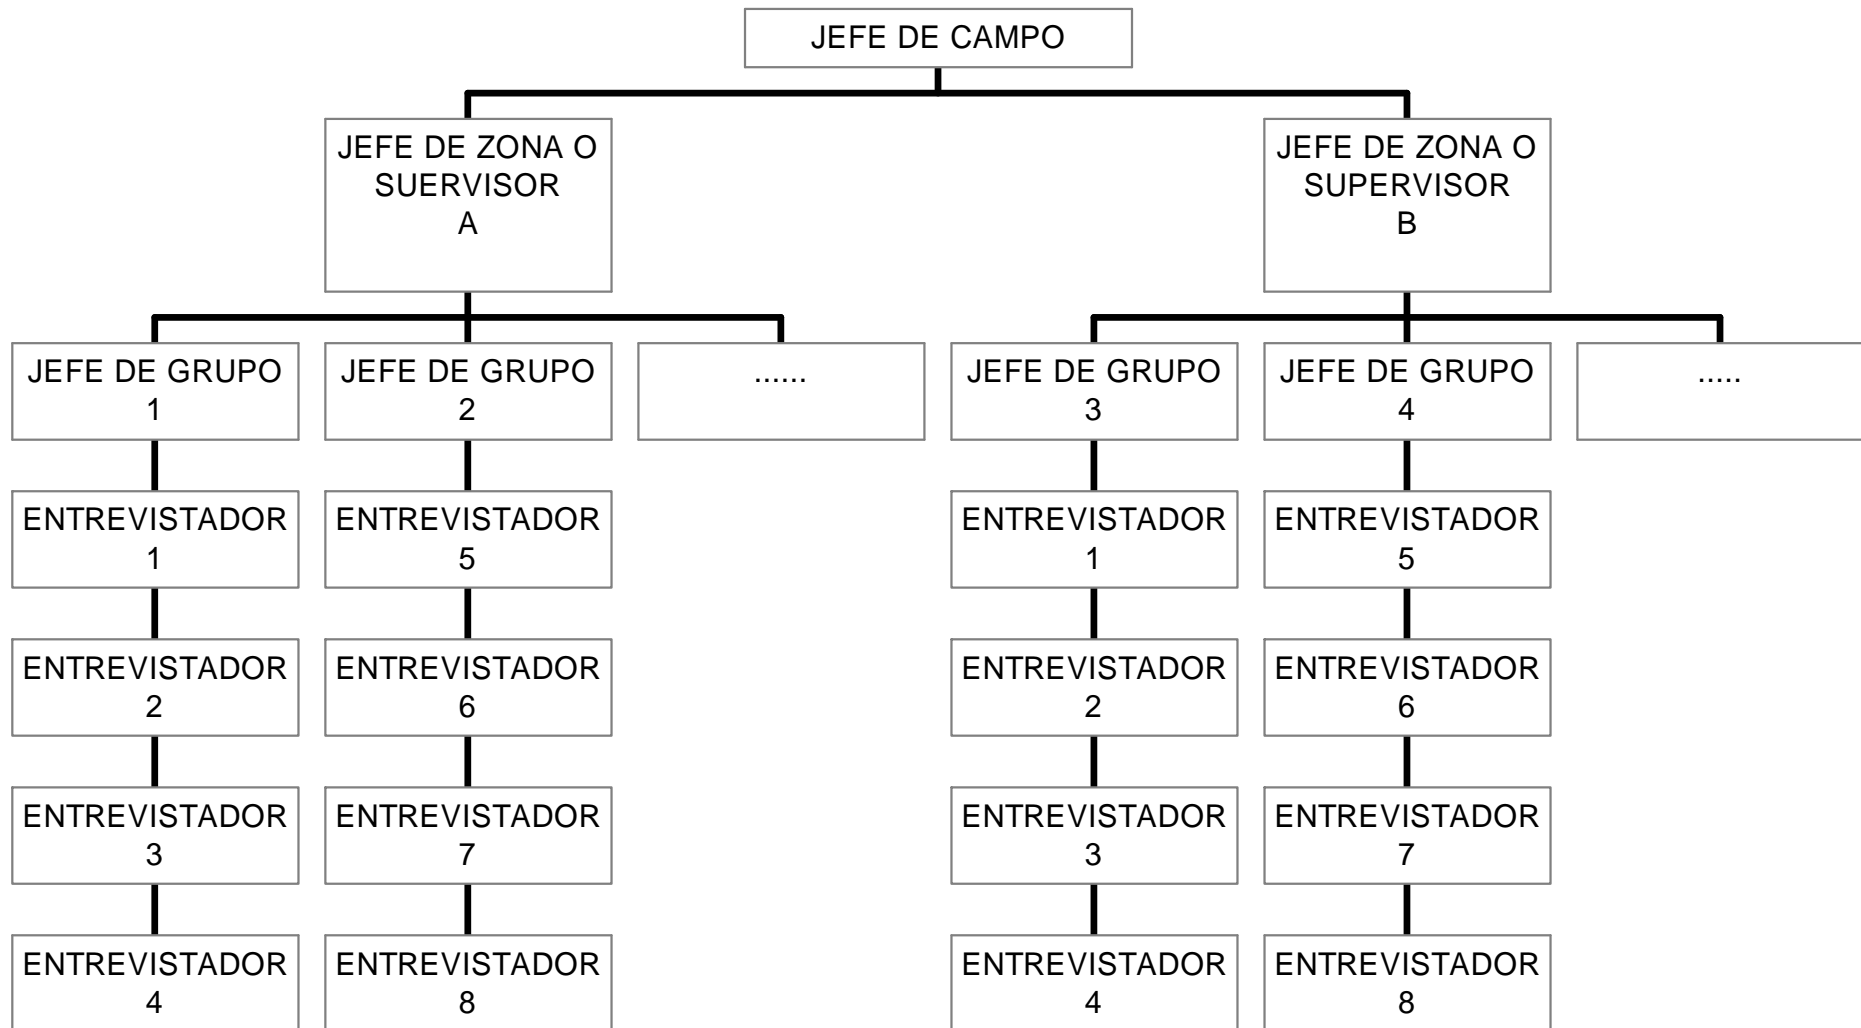 JEFE DE CAMPO
JEFE DE ZONA O
SUERVISOR
A
JEFE DE ZONA O
SUPERVISOR
B
JEFE DE GRUPO
1
JEFE DE GRUPO
2
......
JEFE DE GRUPO
3
JEFE DE GRUPO
4
.....
ENTREVISTADOR
1
ENTREVISTADOR
5
ENTREVISTADOR
1
ENTREVISTADOR
5
ENTREVISTADOR
2
ENTREVISTADOR
6
ENTREVISTADOR
2
ENTREVISTADOR
6
ENTREVISTADOR
3
ENTREVISTADOR
7
ENTREVISTADOR
3
ENTREVISTADOR
7
ENTREVISTADOR
4
ENTREVISTADOR
8
ENTREVISTADOR
4
ENTREVISTADOR
8